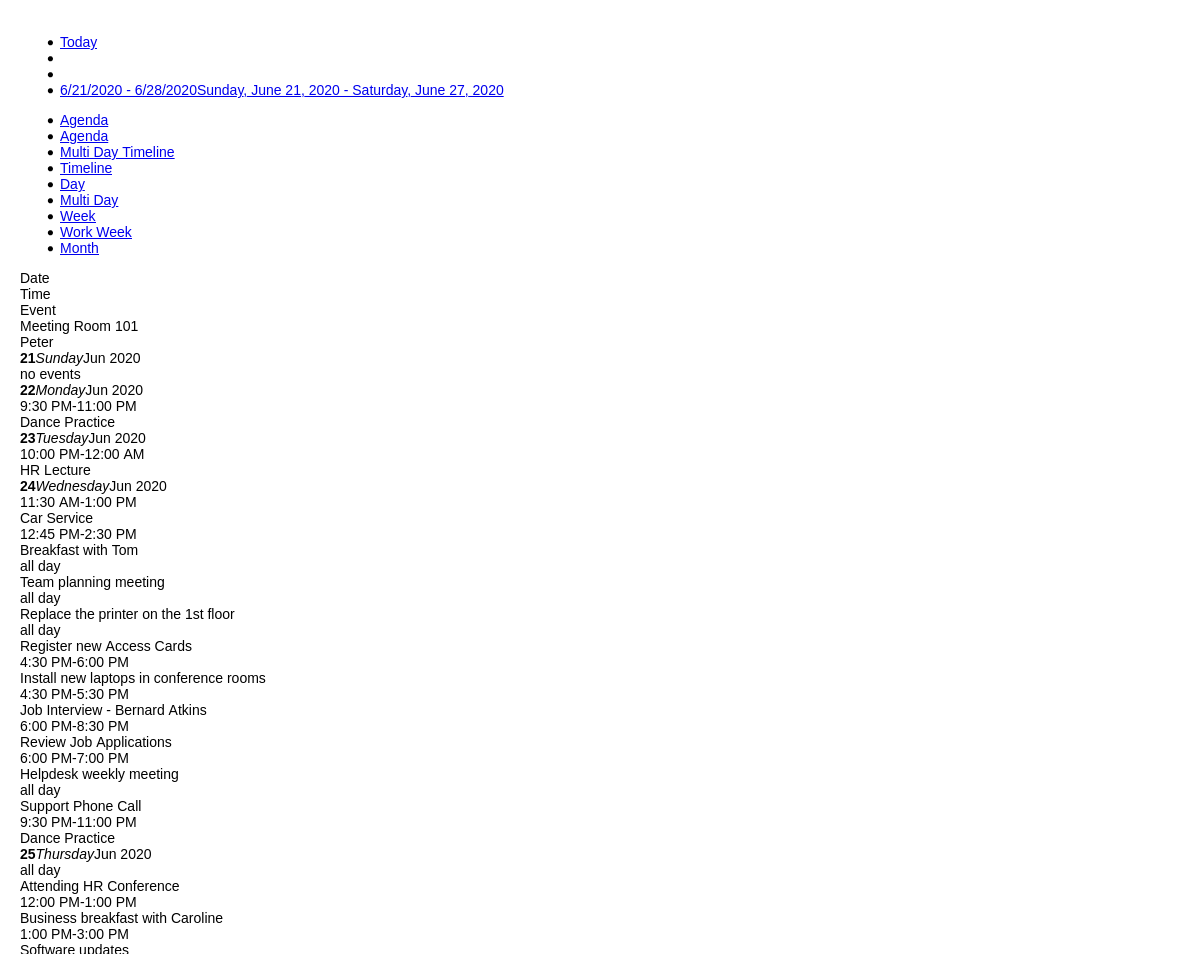 Today
6/21/2020 - 6/28/2020Sunday, June 21, 2020 - Saturday, June 27, 2020
Agenda
Agenda
Multi Day Timeline
Timeline
Day
Multi Day
Week
Work Week
Month
Date
Time
Event
Meeting Room 101
Peter
21SundayJun 2020
no events
22MondayJun 2020
9:30 PM-11:00 PM
Dance Practice
23TuesdayJun 2020
10:00 PM-12:00 AM
HR Lecture
24WednesdayJun 2020
11:30 AM-1:00 PM
Car Service
12:45 PM-2:30 PM
Breakfast with Tom
all day
Team planning meeting
all day
Replace the printer on the 1st floor
all day
Register new Access Cards
4:30 PM-6:00 PM
Install new laptops in conference rooms
4:30 PM-5:30 PM
Job Interview - Bernard Atkins
6:00 PM-8:30 PM
Review Job Applications
6:00 PM-7:00 PM
Helpdesk weekly meeting
all day
Support Phone Call
9:30 PM-11:00 PM
Dance Practice
25ThursdayJun 2020
all day
Attending HR Conference
12:00 PM-1:00 PM
Business breakfast with Caroline
1:00 PM-3:00 PM
Software updates